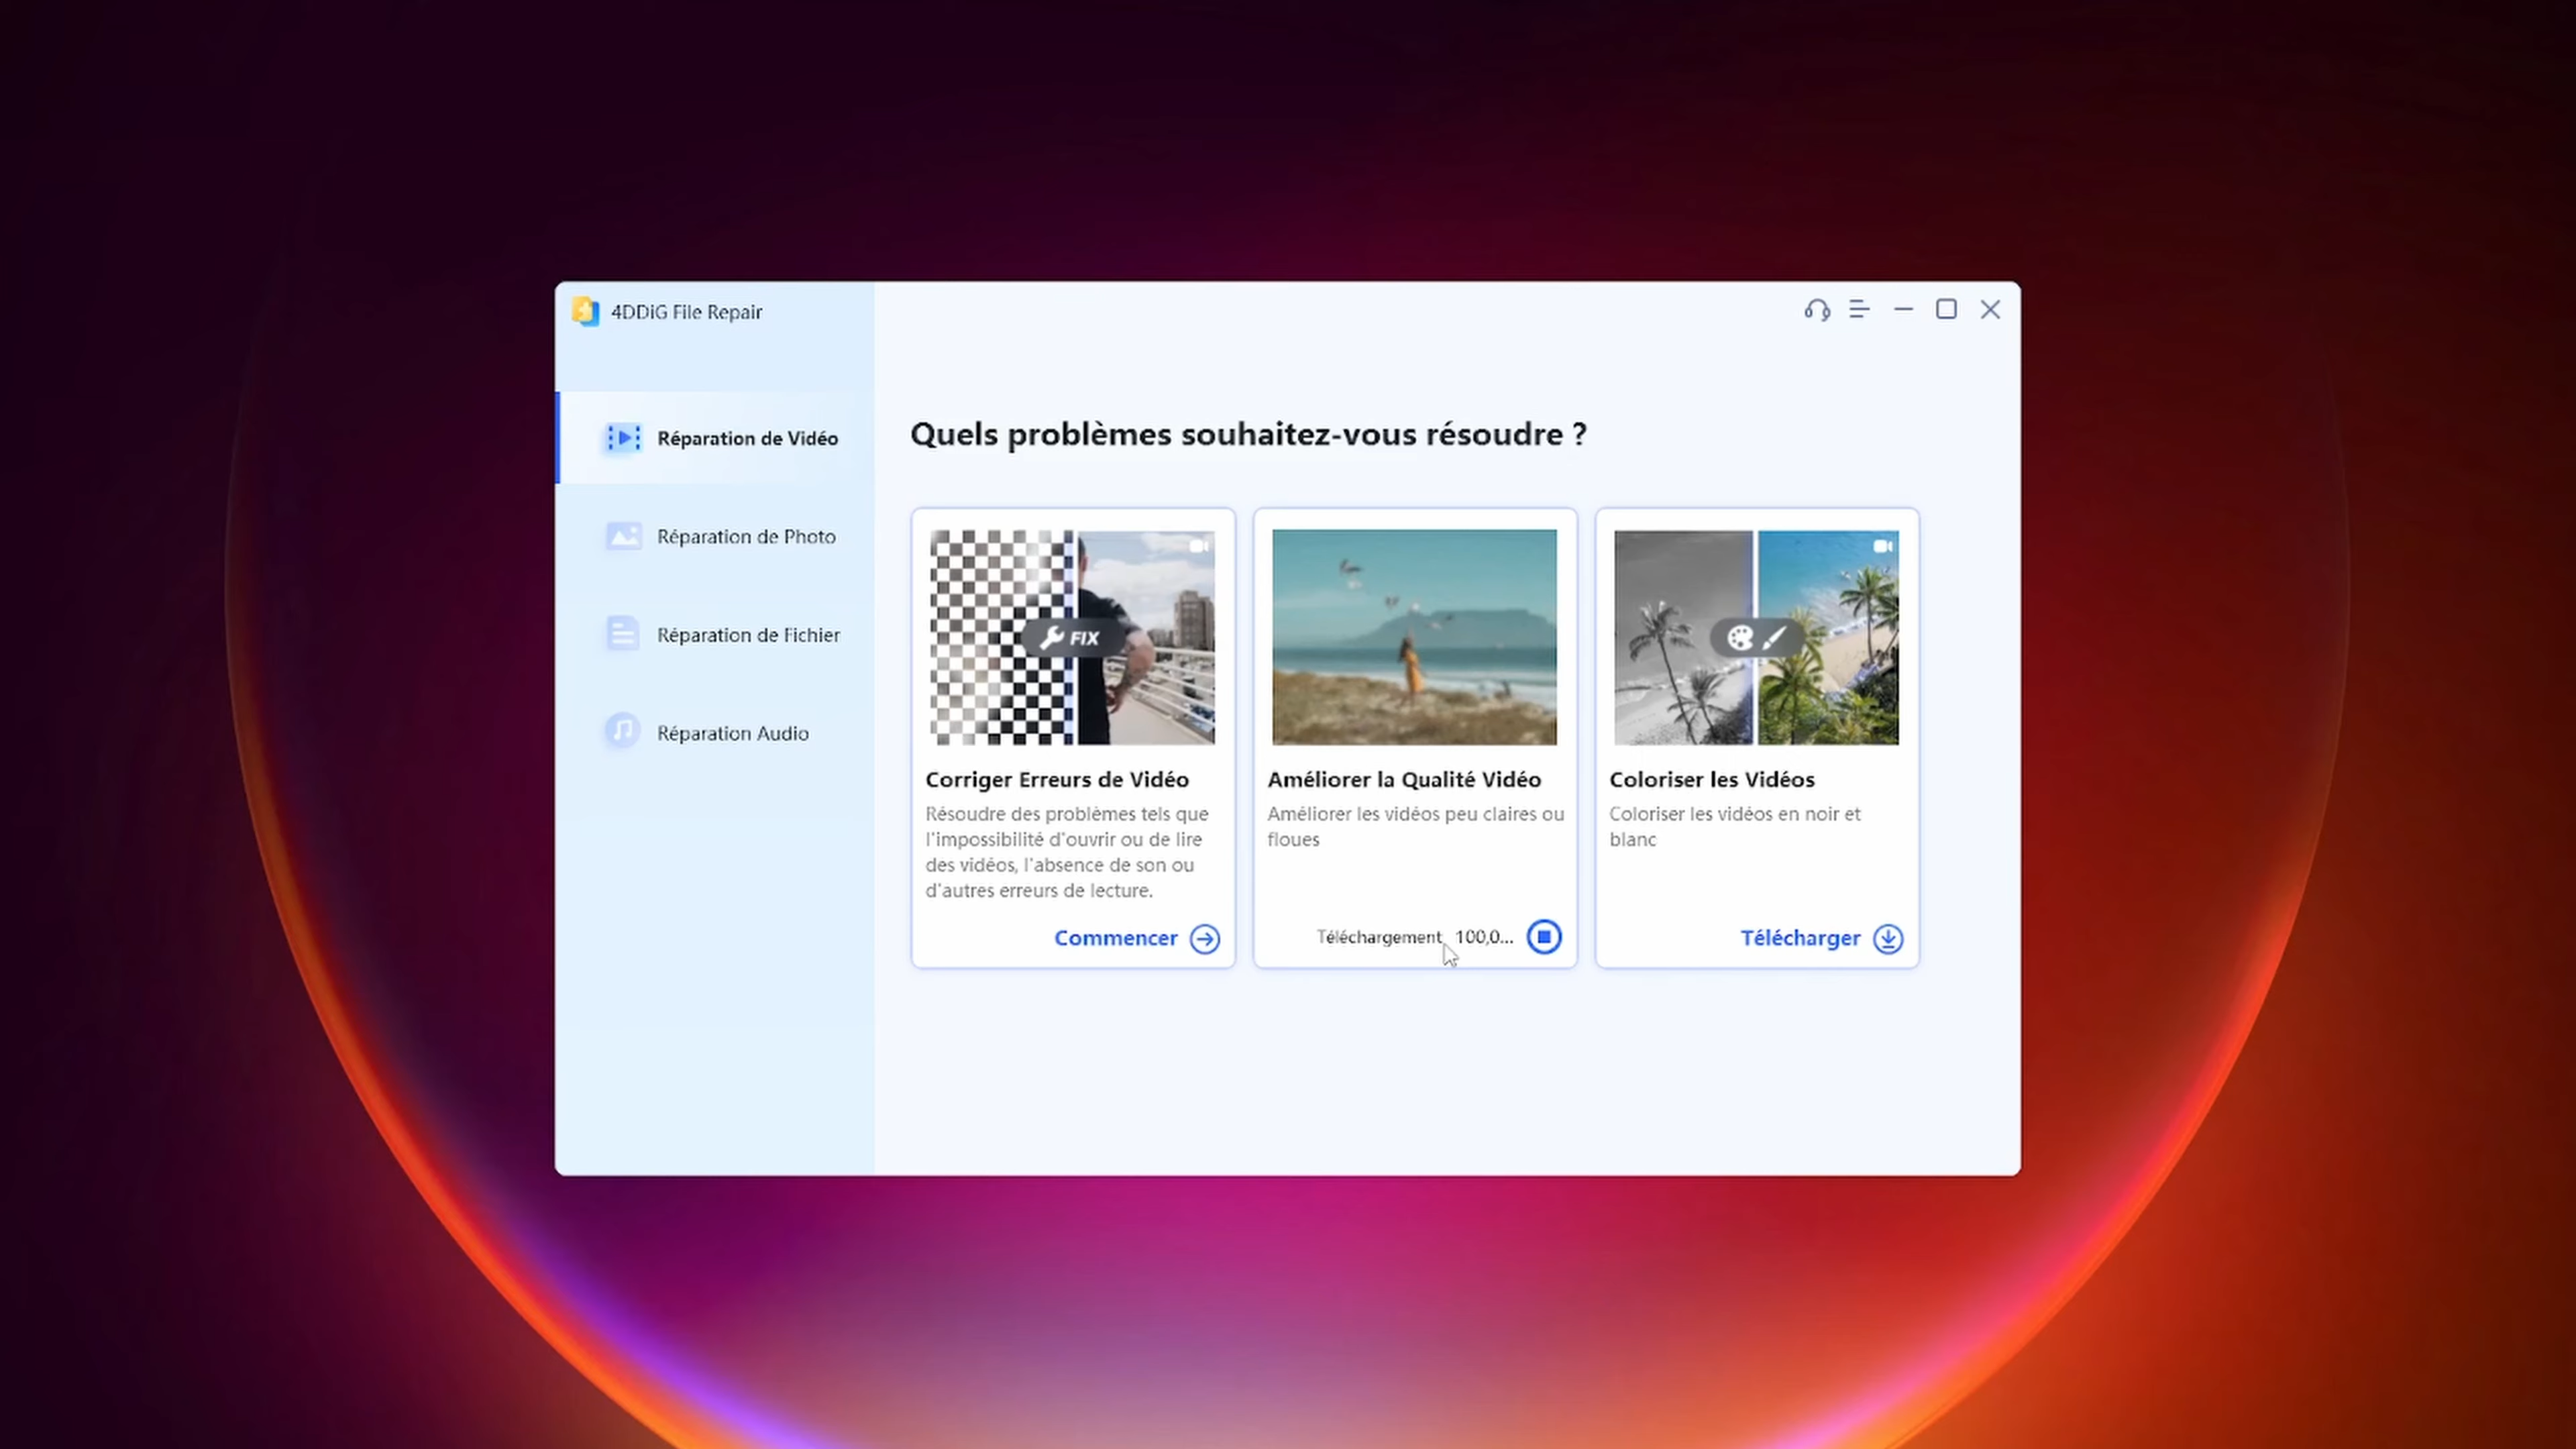 4DDiG File Repair
Réparation de Vidéo
Réparation de Photo
Réparation de Fichier
Réparation Audio
Quels problèmes souhaitez-vous résoudre ?
FIX
Corriger Erreurs de Vidéo
Résoudre des problèmes tels que
l'impossibilité d'ouvrir ou de lire
des vidéos, l'absence de son ou
d'autres erreurs de lecture.
Commencer
Améliorer la Qualité Vidéo
Améliorer les vidéos peu claires ou
floues
Téléchargement 100,0...
Coloriser les Vidéos
Coloriser les vidéos en noir et
blanc
Télécharger